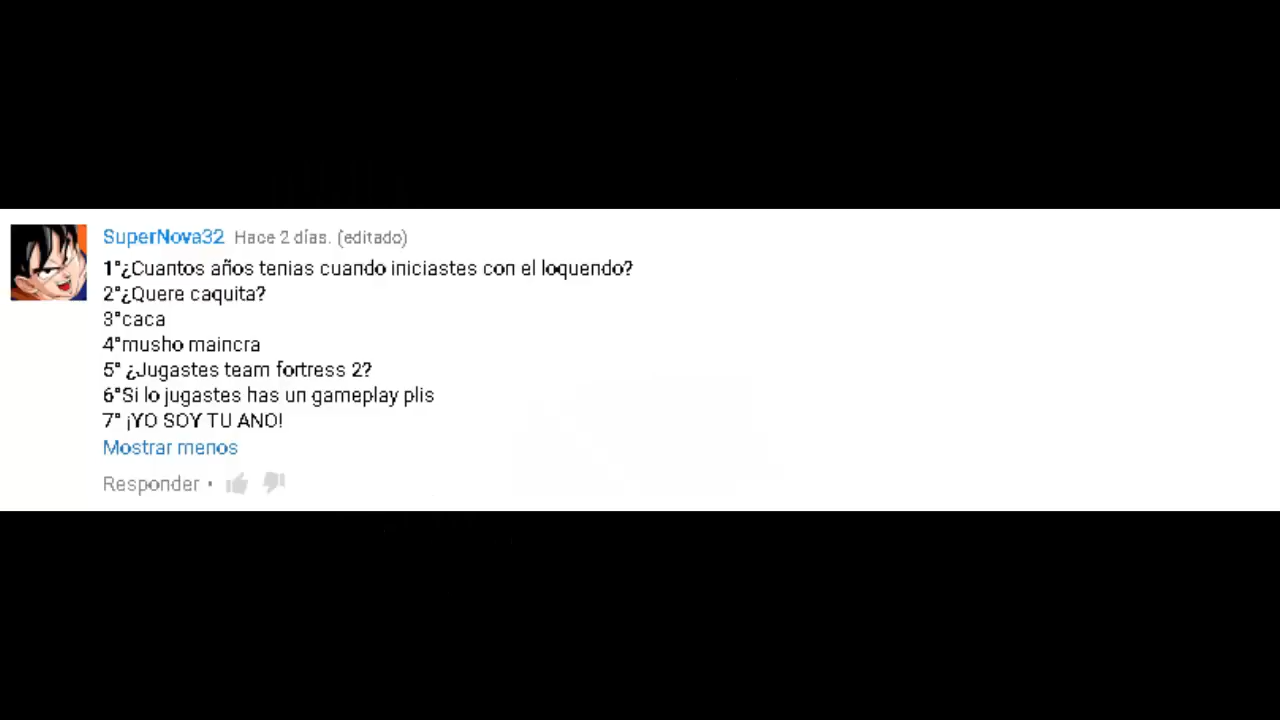 SuperNova32 Hace 2 días. (editado)
1°¿Cuantos años tenias cuando iniciastes con el loquendo?
2°¿Quere caquita?
3°caca
4°musho maincra
5° ¿Jugastes team fortress 2?
6°Si lo jugastes has un gameplay plis
7° ¡YO SOY TU ANO!
Mostrar menos
Responder •